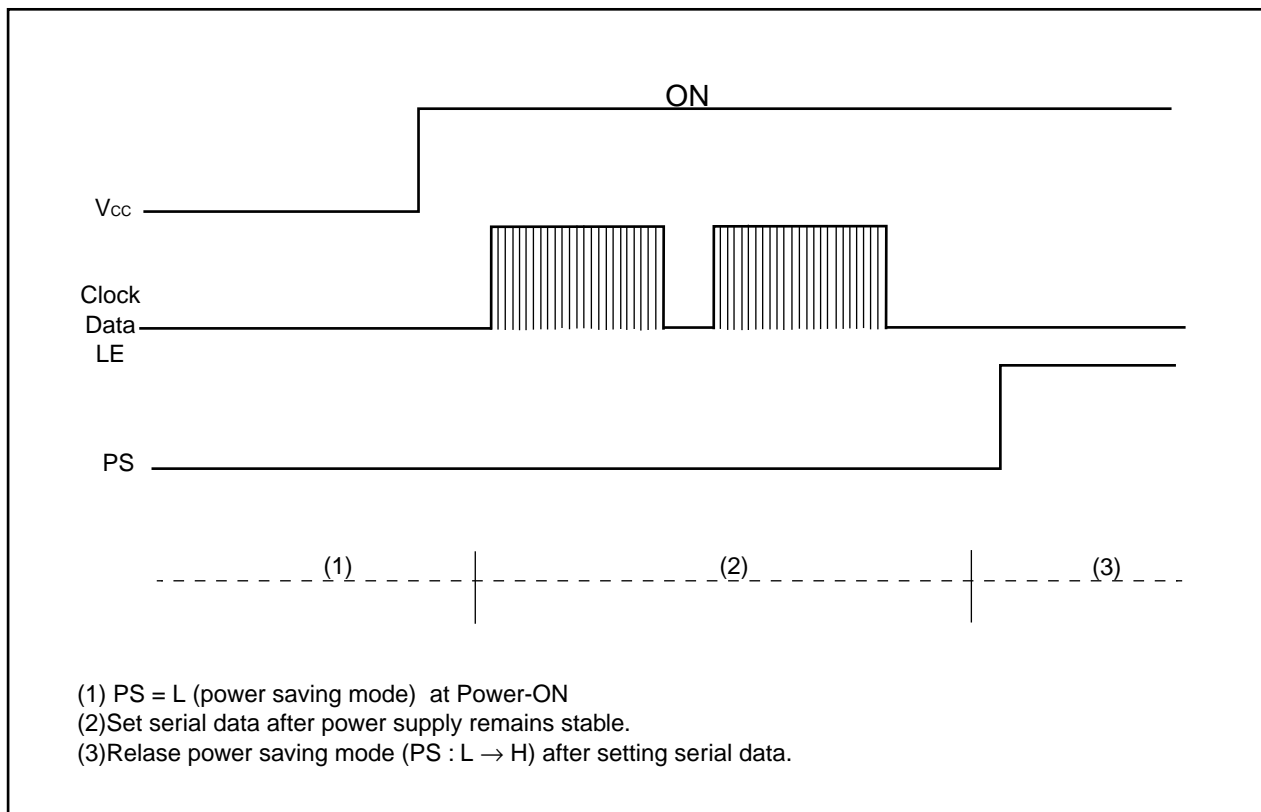 ON
Vcc
Clock
Data
LE
PS
(1)
(2)
(3)
(1) PS = L (power saving mode)  at Power-ON
(2)Set serial data after power supply remains stable.
(3)Relase power saving mode (PS : L → H) after setting serial data.